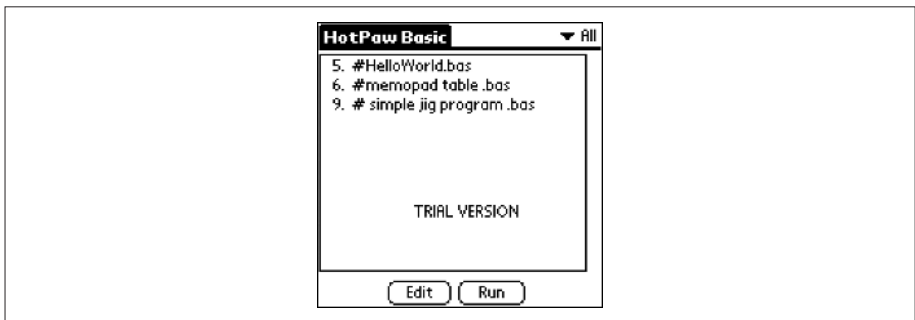 HotPaw Basic All
5. #HelloWorld.bas
6. #memopad table .bas
9. # simple jig program .bas
TRIAL VERSION
Edit Run